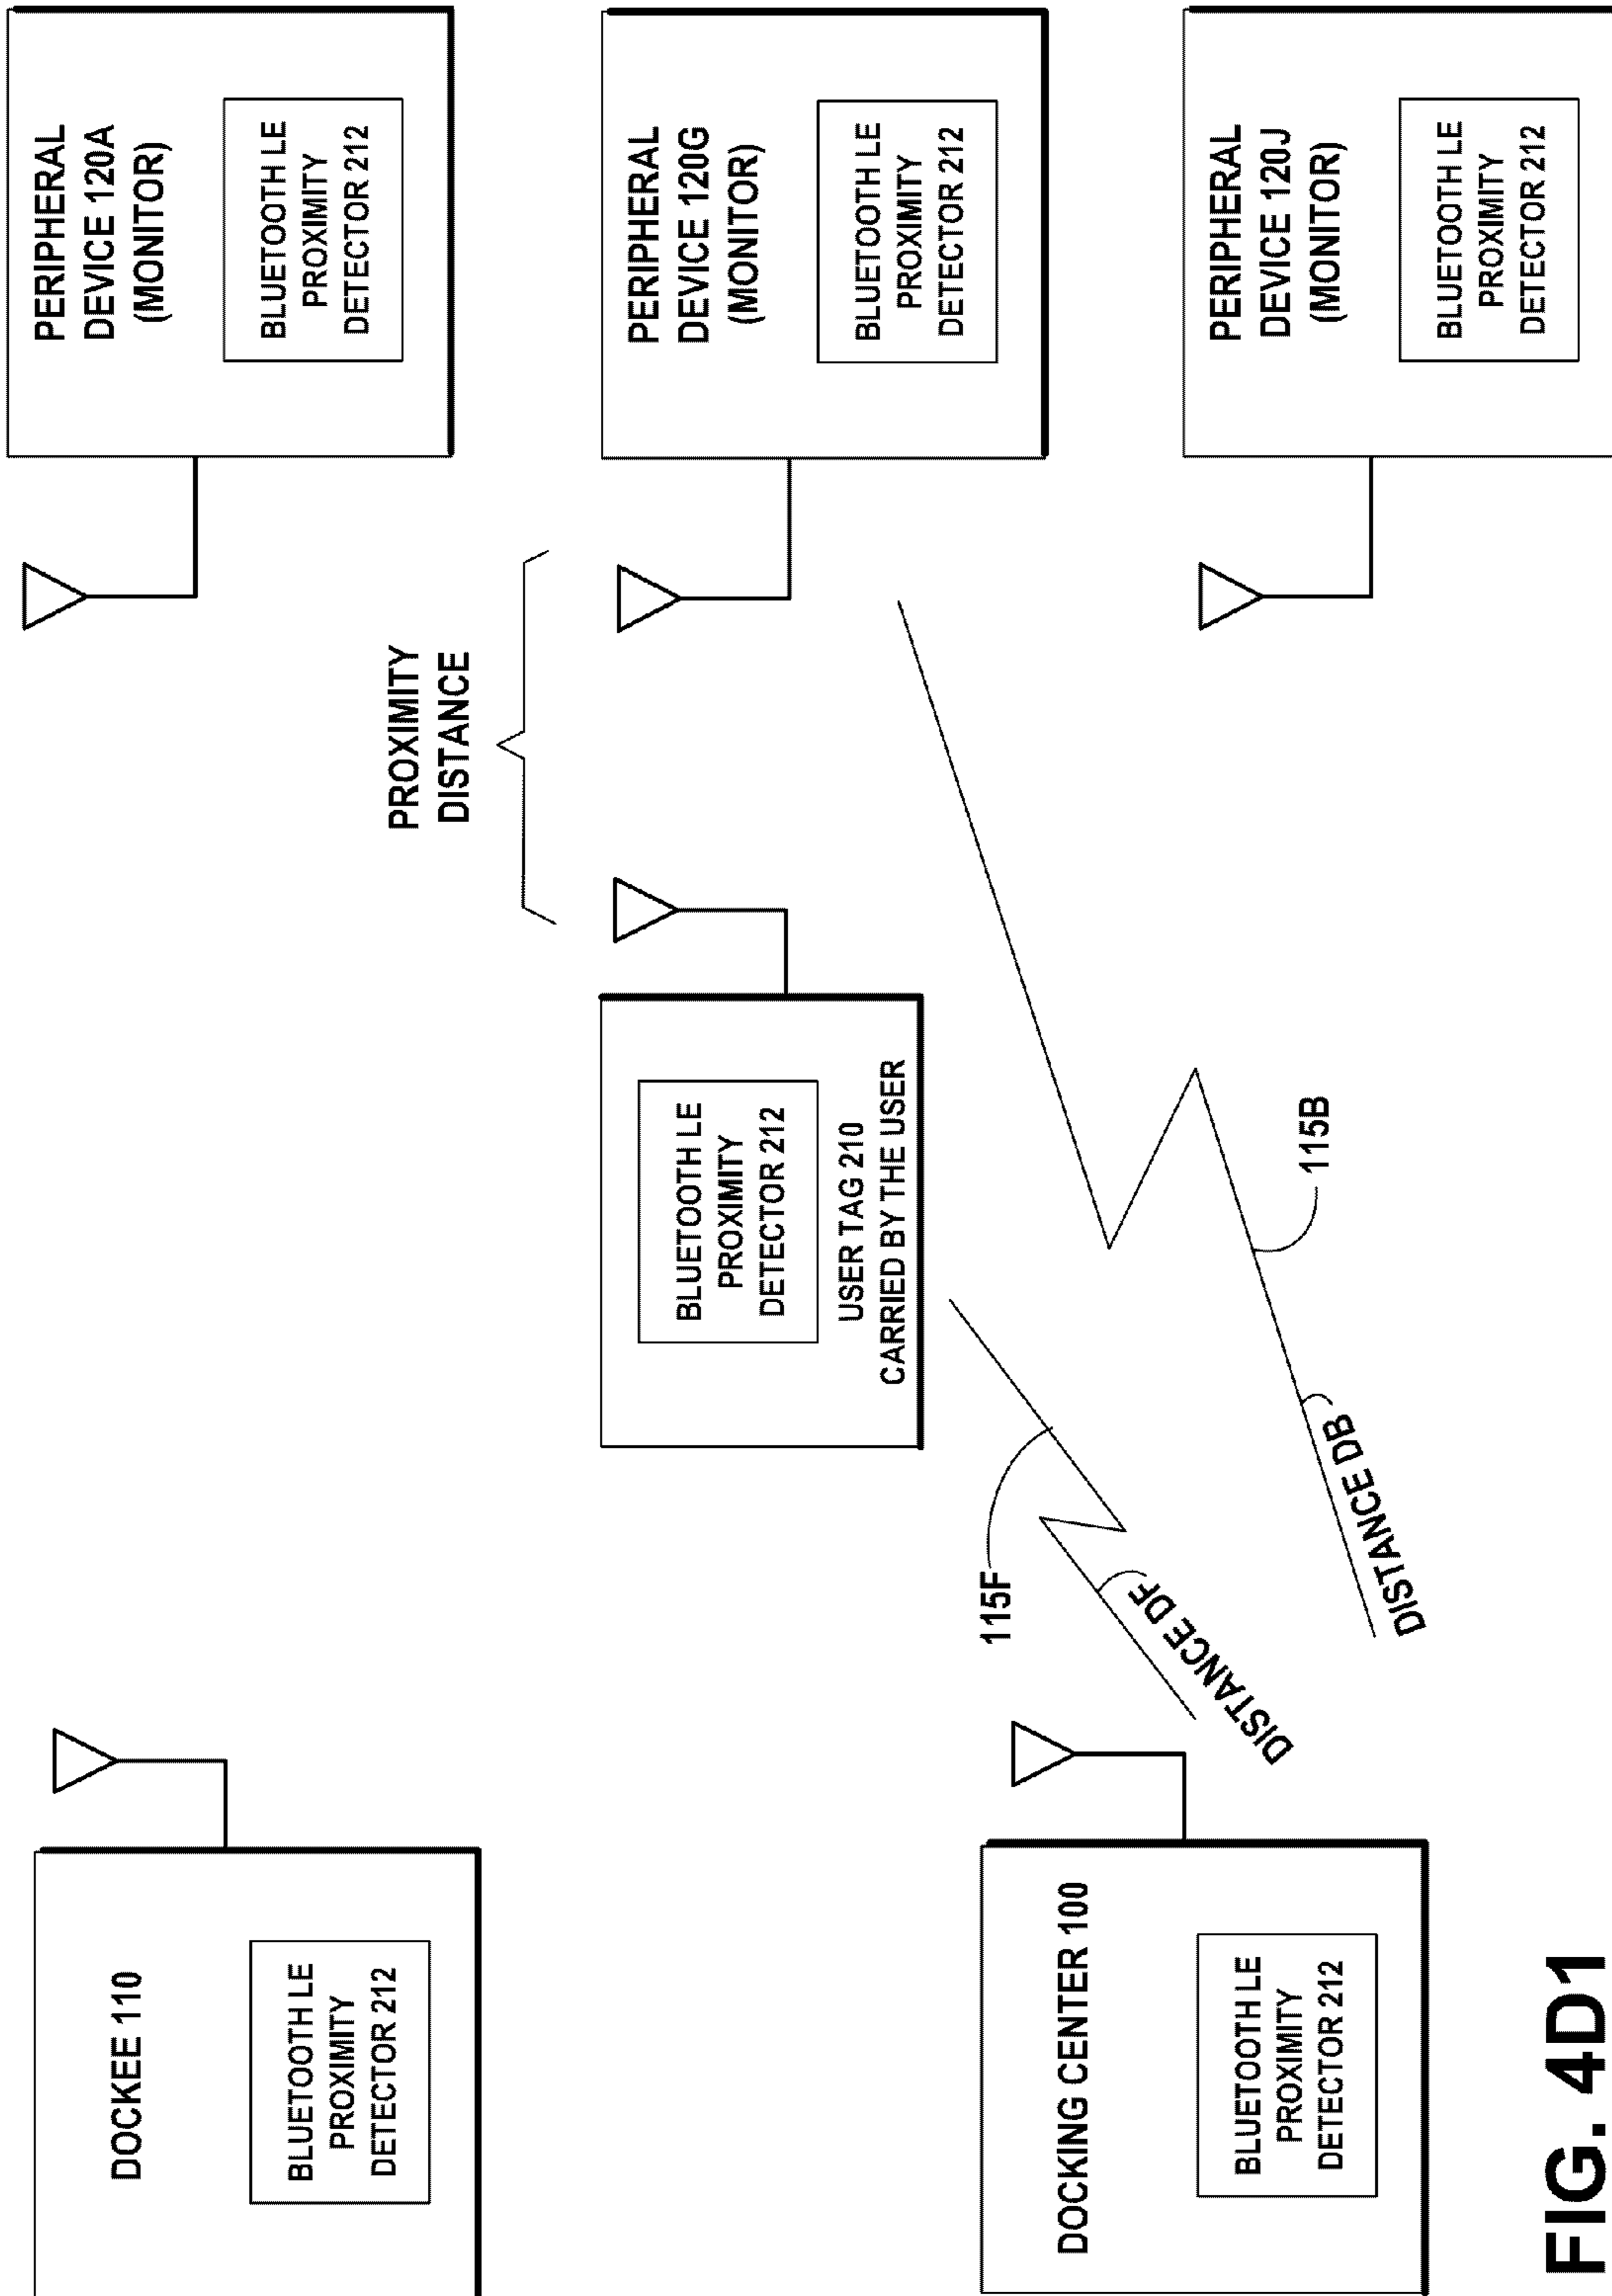 DOCKEE 110
BLUETOOTH LE
PROXIMITY
DETECTOR 212
PROXIMITY
DISTANCE
PERIPHERAL
DEVICE 120A
(MONITOR)
BLUETOOTH LE
PROXIMITY
DETECTOR 212
BLUETOOTH LE
PROXIMITY
DETECTOR 212
USER TAG 210
CARRIED BY THE USER
PERIPHERAL
DEVICE 120G
(MONITOR)
BLUETOOTH LE
PROXIMITY
DETECTOR 212
DOCKING CENTER 100
BLUETOOTH LE
PROXIMITY
DETECTOR 212
115F
DISTANCE DF
115B
DISTANCE DB
PERIPHERAL
DEVICE 120J
(MONITOR)
BLUETOOTH LE
PROXIMITY
DETECTOR 212
FIG. 4D1